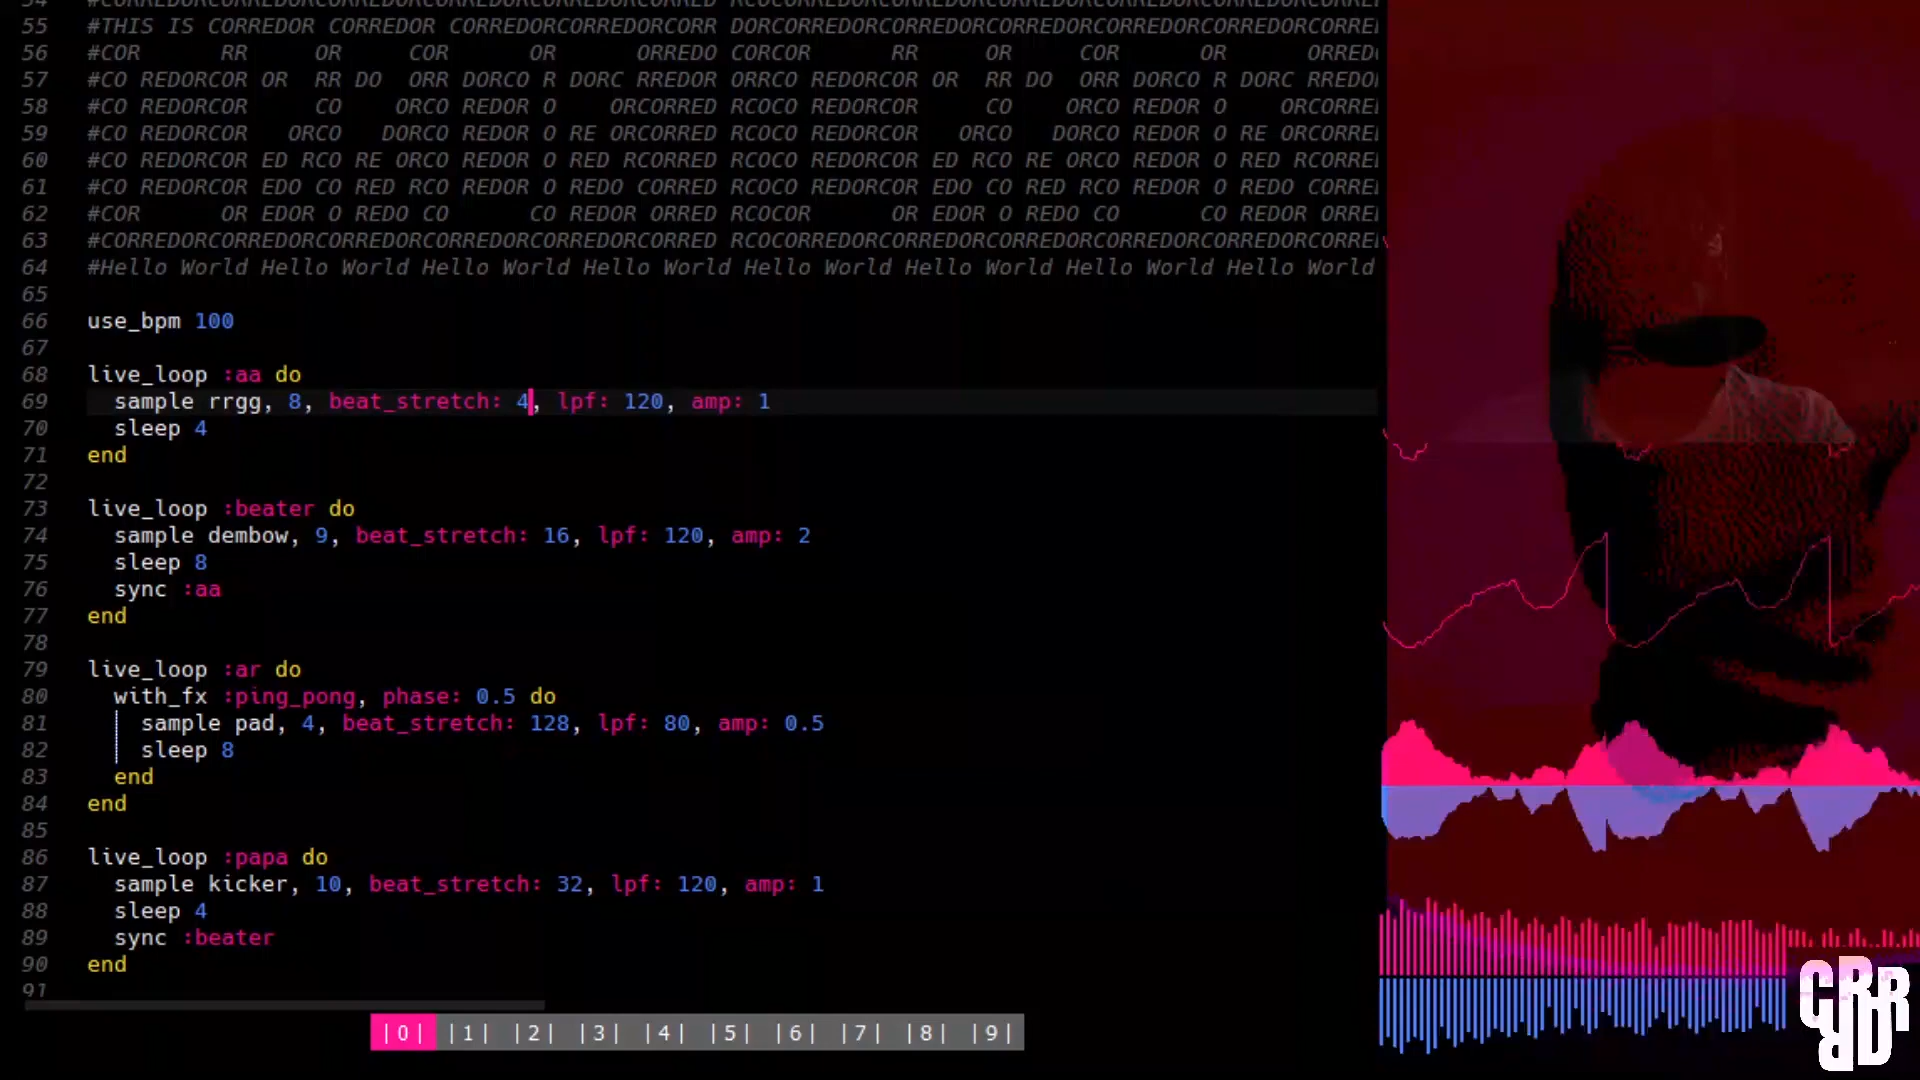 55 #THIS IS CORREDOR CORREDOR CORREDORCORREDORCORR DORCORREDORCORREDORCORREDORCORREDORCORREDORCORRED
56 #COR      RR     OR     COR      OR        ORREDO CORCOR      RR     OR     COR      OR      ORRED
57 #CO REDORCOR OR  RR DO  ORR DORCO R DORC RREDOR ORRCO REDORCOR OR  RR DO  ORR DORCO R DORC RREDO
58 #CO REDORCOR     CO    ORCO REDOR O    ORCORRED RCOCO REDORCOR     CO    ORCO REDOR O    ORCORRE
59 #CO REDORCOR   ORCO   DORCO REDOR O RE ORCORRED RCOCO REDORCOR   ORCO   DORCO REDOR O RE ORCORRE
60 #CO REDORCOR ED RCO RE ORCO REDOR O RED RCORRED RCOCO REDORCOR ED RCO RE ORCO REDOR O RED RCORRE
61 #CO REDORCOR EDO CO RED RCO REDOR O REDO CORRED RCOCO REDORCOR EDO CO RED RCO REDOR O REDO CORRE
62 #COR      OR EDOR O REDO CO      CO REDOR ORRED RCOCOR      OR EDOR O REDO CO      CO REDOR ORRE
63 #CORREDORCORREDORCORREDORCORREDORCORREDORCORRED RCOCORREDORCORREDORCORREDORCORREDORCORREDORCORRE
64 #Hello World Hello World Hello World Hello World Hello World Hello World Hello World Hello World
65
66 use_bpm 100
67
68 live_loop :aa do
69   sample rrgg, 8, beat_stretch: 4, lpf: 120, amp: 1
70   sleep 4
71 end
72
73 live_loop :beater do
74   sample dembow, 9, beat_stretch: 16, lpf: 120, amp: 2
75   sleep 8
76   sync :aa
77 end
78
79 live_loop :ar do
80   with_fx :ping_pong, phase: 0.5 do
81     sample pad, 4, beat_stretch: 128, lpf: 80, amp: 0.5
82     sleep 8
83   end
84 end
85
86 live_loop :papa do
87   sample kicker, 10, beat_stretch: 32, lpf: 120, amp: 1
88   sleep 4
89   sync :beater
90 end
91
|0| |1| |2| |3| |4| |5| |6| |7| |8| |9|
CRRD